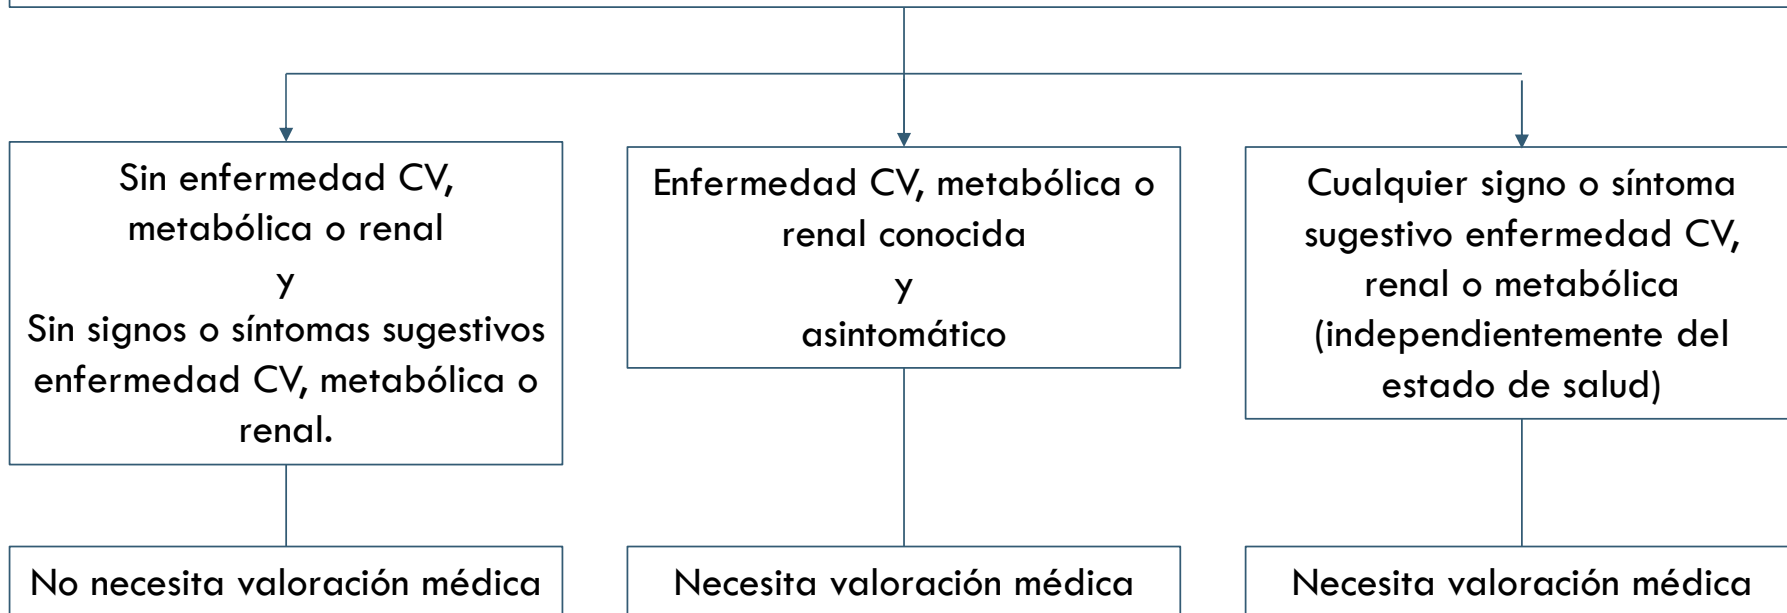 Sin enfermedad CV,
metabólica o renal
y
Sin signos o síntomas sugestivos
enfermedad CV, metabólica o
renal.
Enfermedad CV, metabólica o
renal conocida
y
asintomático
Cualquier signo o síntoma
sugestivo enfermedad CV,
renal o metabólica
(independientemente del
estado de salud)
No necesita valoración médica
Necesita valoración médica
Necesita valoración médica